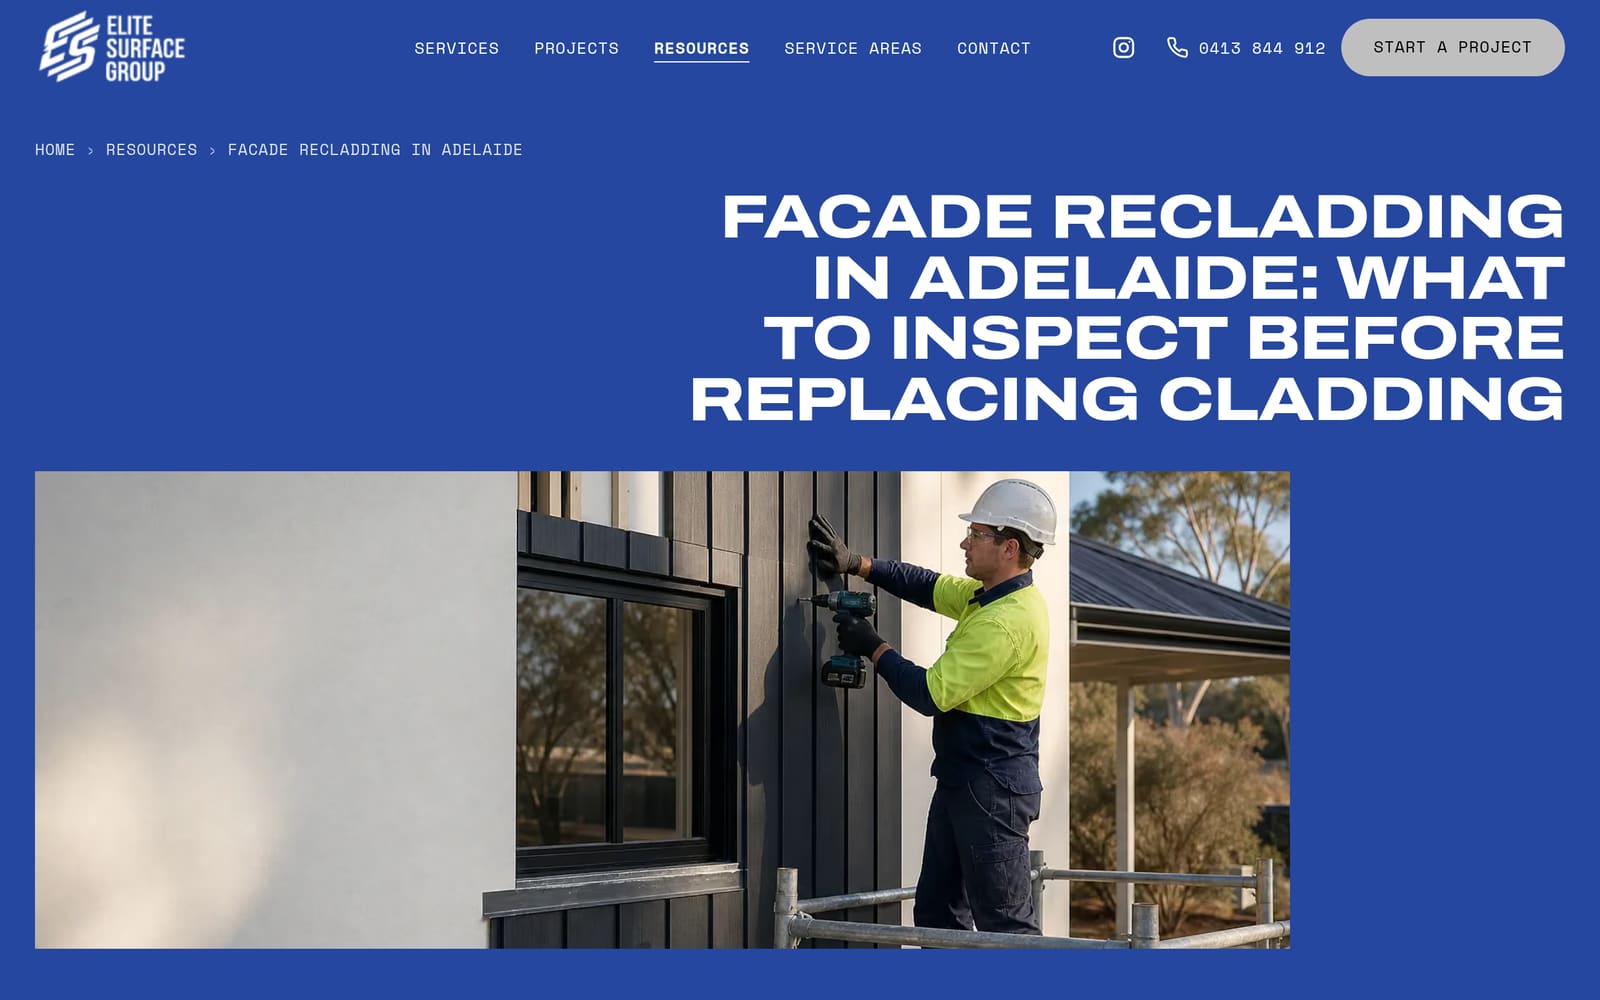 ELITE
SURFACE
GROUP
SERVICES
PROJECTS
RESOURCES
SERVICE AREAS
CONTACT
0413 844 912
START A PROJECT
HOME › RESOURCES › FACADE RECLADDING IN ADELAIDE
FACADE RECLADDING
IN ADELAIDE: WHAT
TO INSPECT BEFORE
REPLACING CLADDING